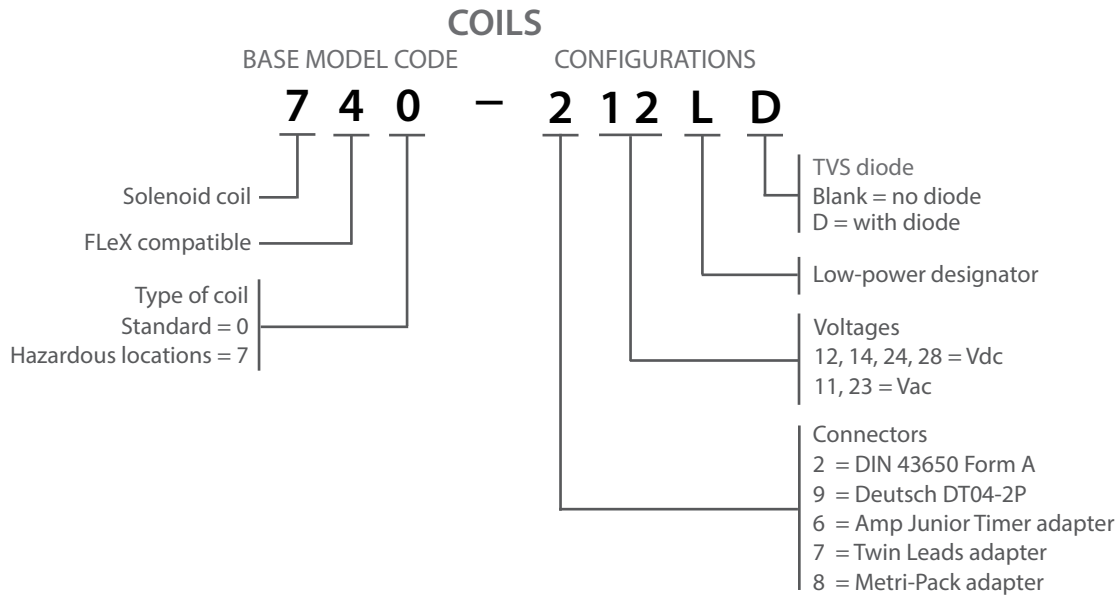 COILS
BASE MODEL CODE CONFIGURATIONS
7 4 0 – 2 1 2 L D
Solenoid coil
FLeX compatible
Type of coil
Standard = 0
Hazardous locations = 7
TVS diode
Blank = no diode
D = with diode
Low-power designator
Voltages
12, 14, 24, 28 = Vdc
11, 23 = Vac
Connectors
2 = DIN 43650 Form A
9 = Deutsch DT04-2P
6 = Amp Junior Timer adapter
7 = Twin Leads adapter
8 = Metri-Pack adapter